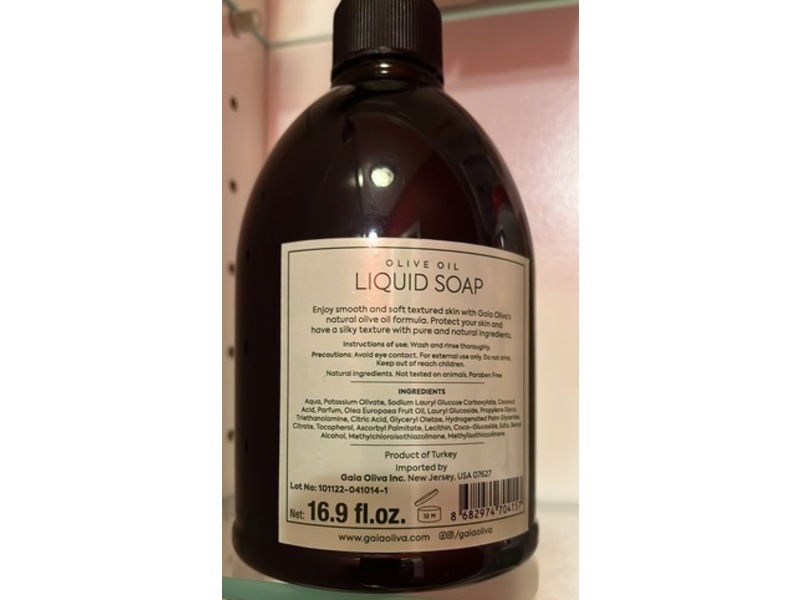 OLIVE OIL
LIQUID SOAP
Enjoy smooth and soft textured skin with Gaia Oliva's
natural olive oil formula. Protect your skin and
have a silky texture with pure and natural ingredients.
Instructions of use: Wash and rinse thoroughly.
Precautions: Avoid eye contact. For external use only. Do not drink.
Keep out of reach children.
Natural ingredients. Not tested on animals. Paraben Free
INGREDIENTS
Aqua, Potassium Olivate, Sodium Lauryl Glucose Carboxylate, Coconut
Acid, Parfum, Olea Europaea Fruit Oil, Lauryl Glucoside, Propylene Glycol,
Triethanolamine, Citric Acid, Glyceryl Oleate, Hydrogenated Palm Glycerides
Citrate, Tocopherol, Ascorbyl Palmitate, Lecithin, Coco-Glucoside, Benzyl
Alcohol, Methylchloroisothiazolinone, Methylisothiazolinone
Product of Turkey
Imported by
Gaia Oliva Inc. New Jersey, USA 07627
Lot No: 101122-041014-1
Net: 16.9 fl.oz.
12 M
8 682974 704157
www.gaiaoliva.com /gaiaoliva